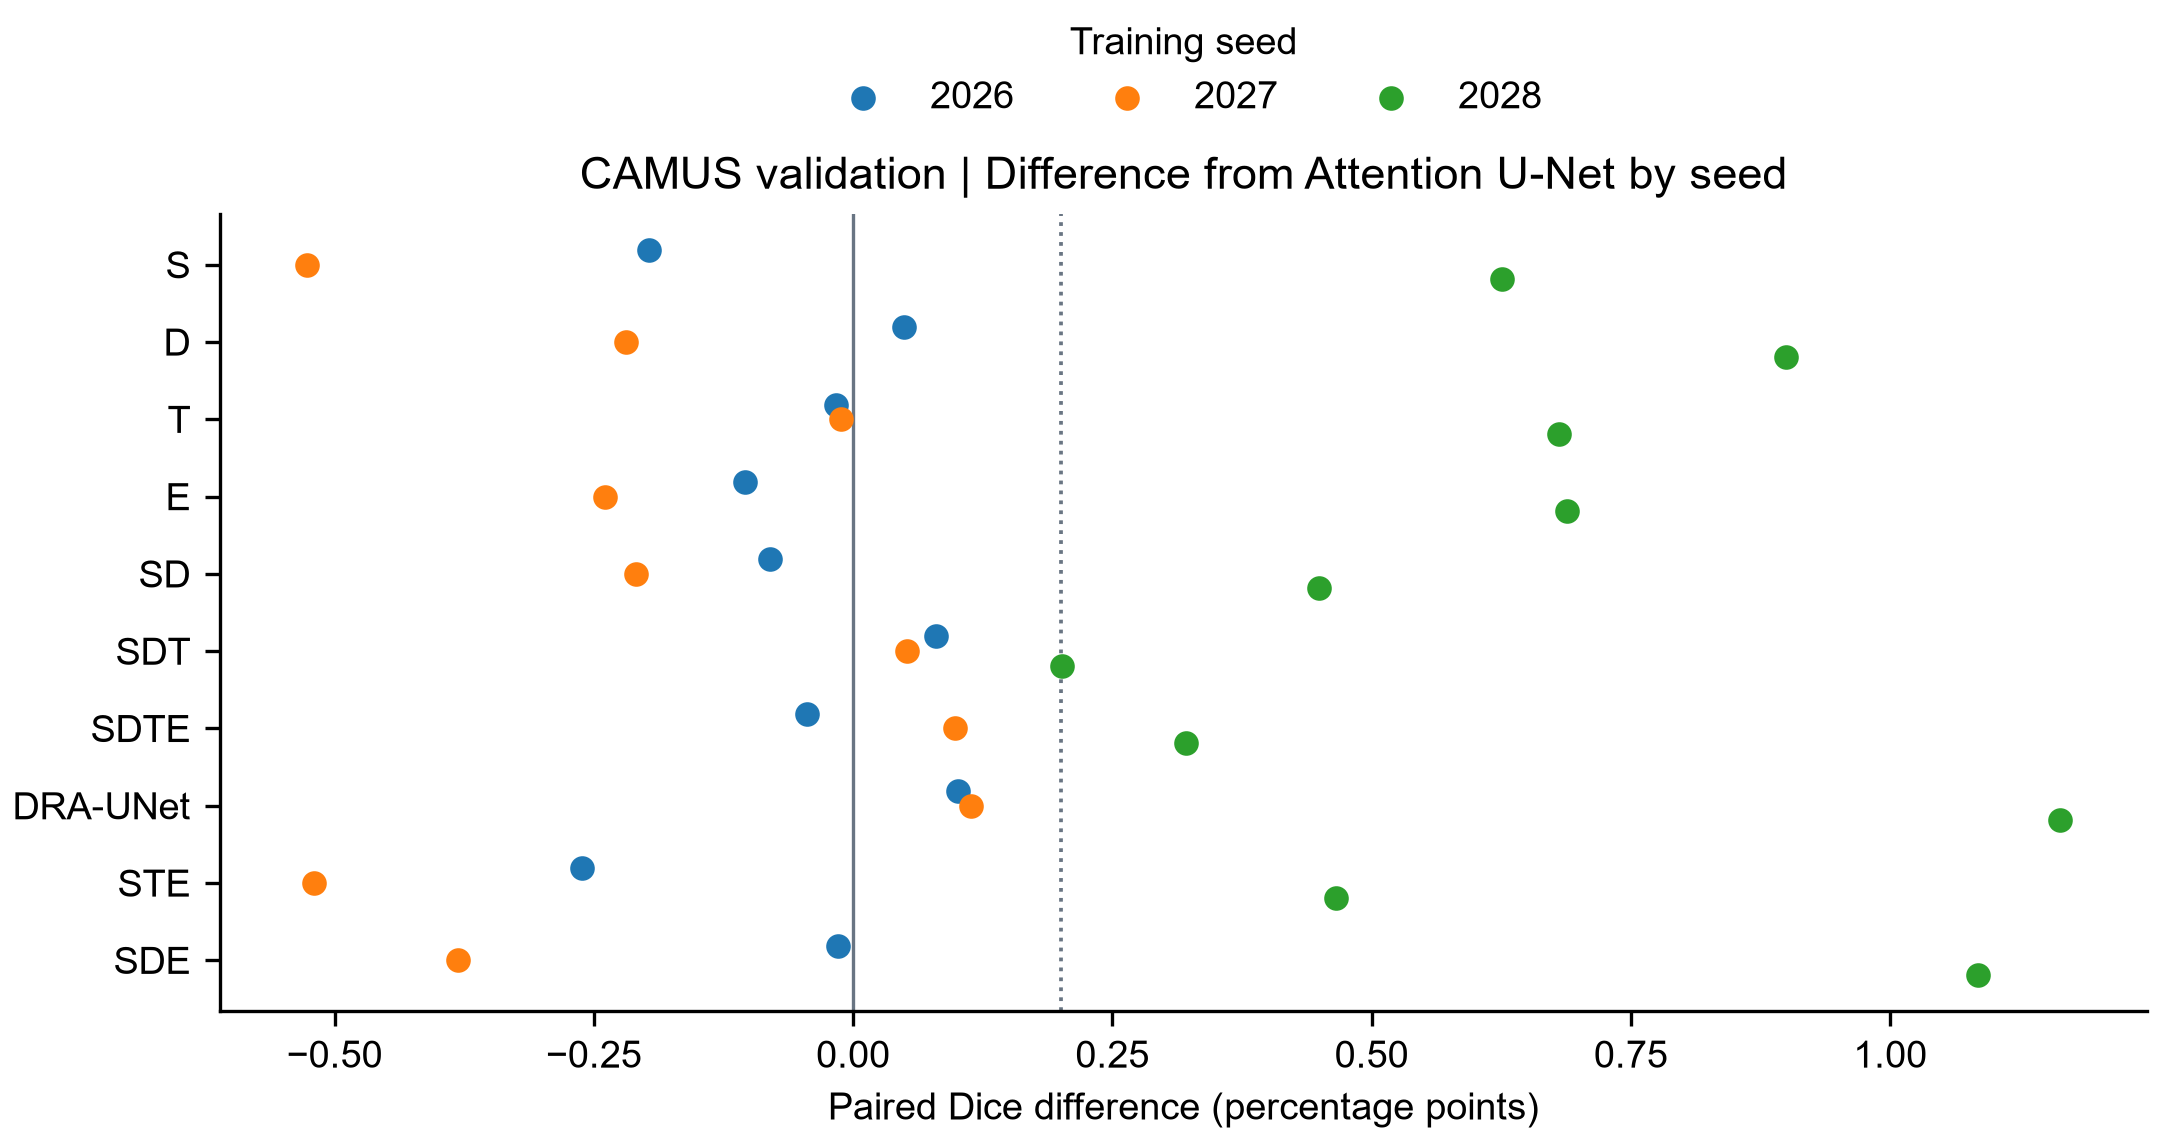 Training seed
2026 2027 2028
CAMUS validation | Difference from Attention U-Net by seed
S
D
T
E
SD
SDT
SDTE
DRA-UNet
STE
SDE
−0.50 −0.25 0.00 0.25 0.50 0.75 1.00
Paired Dice difference (percentage points)